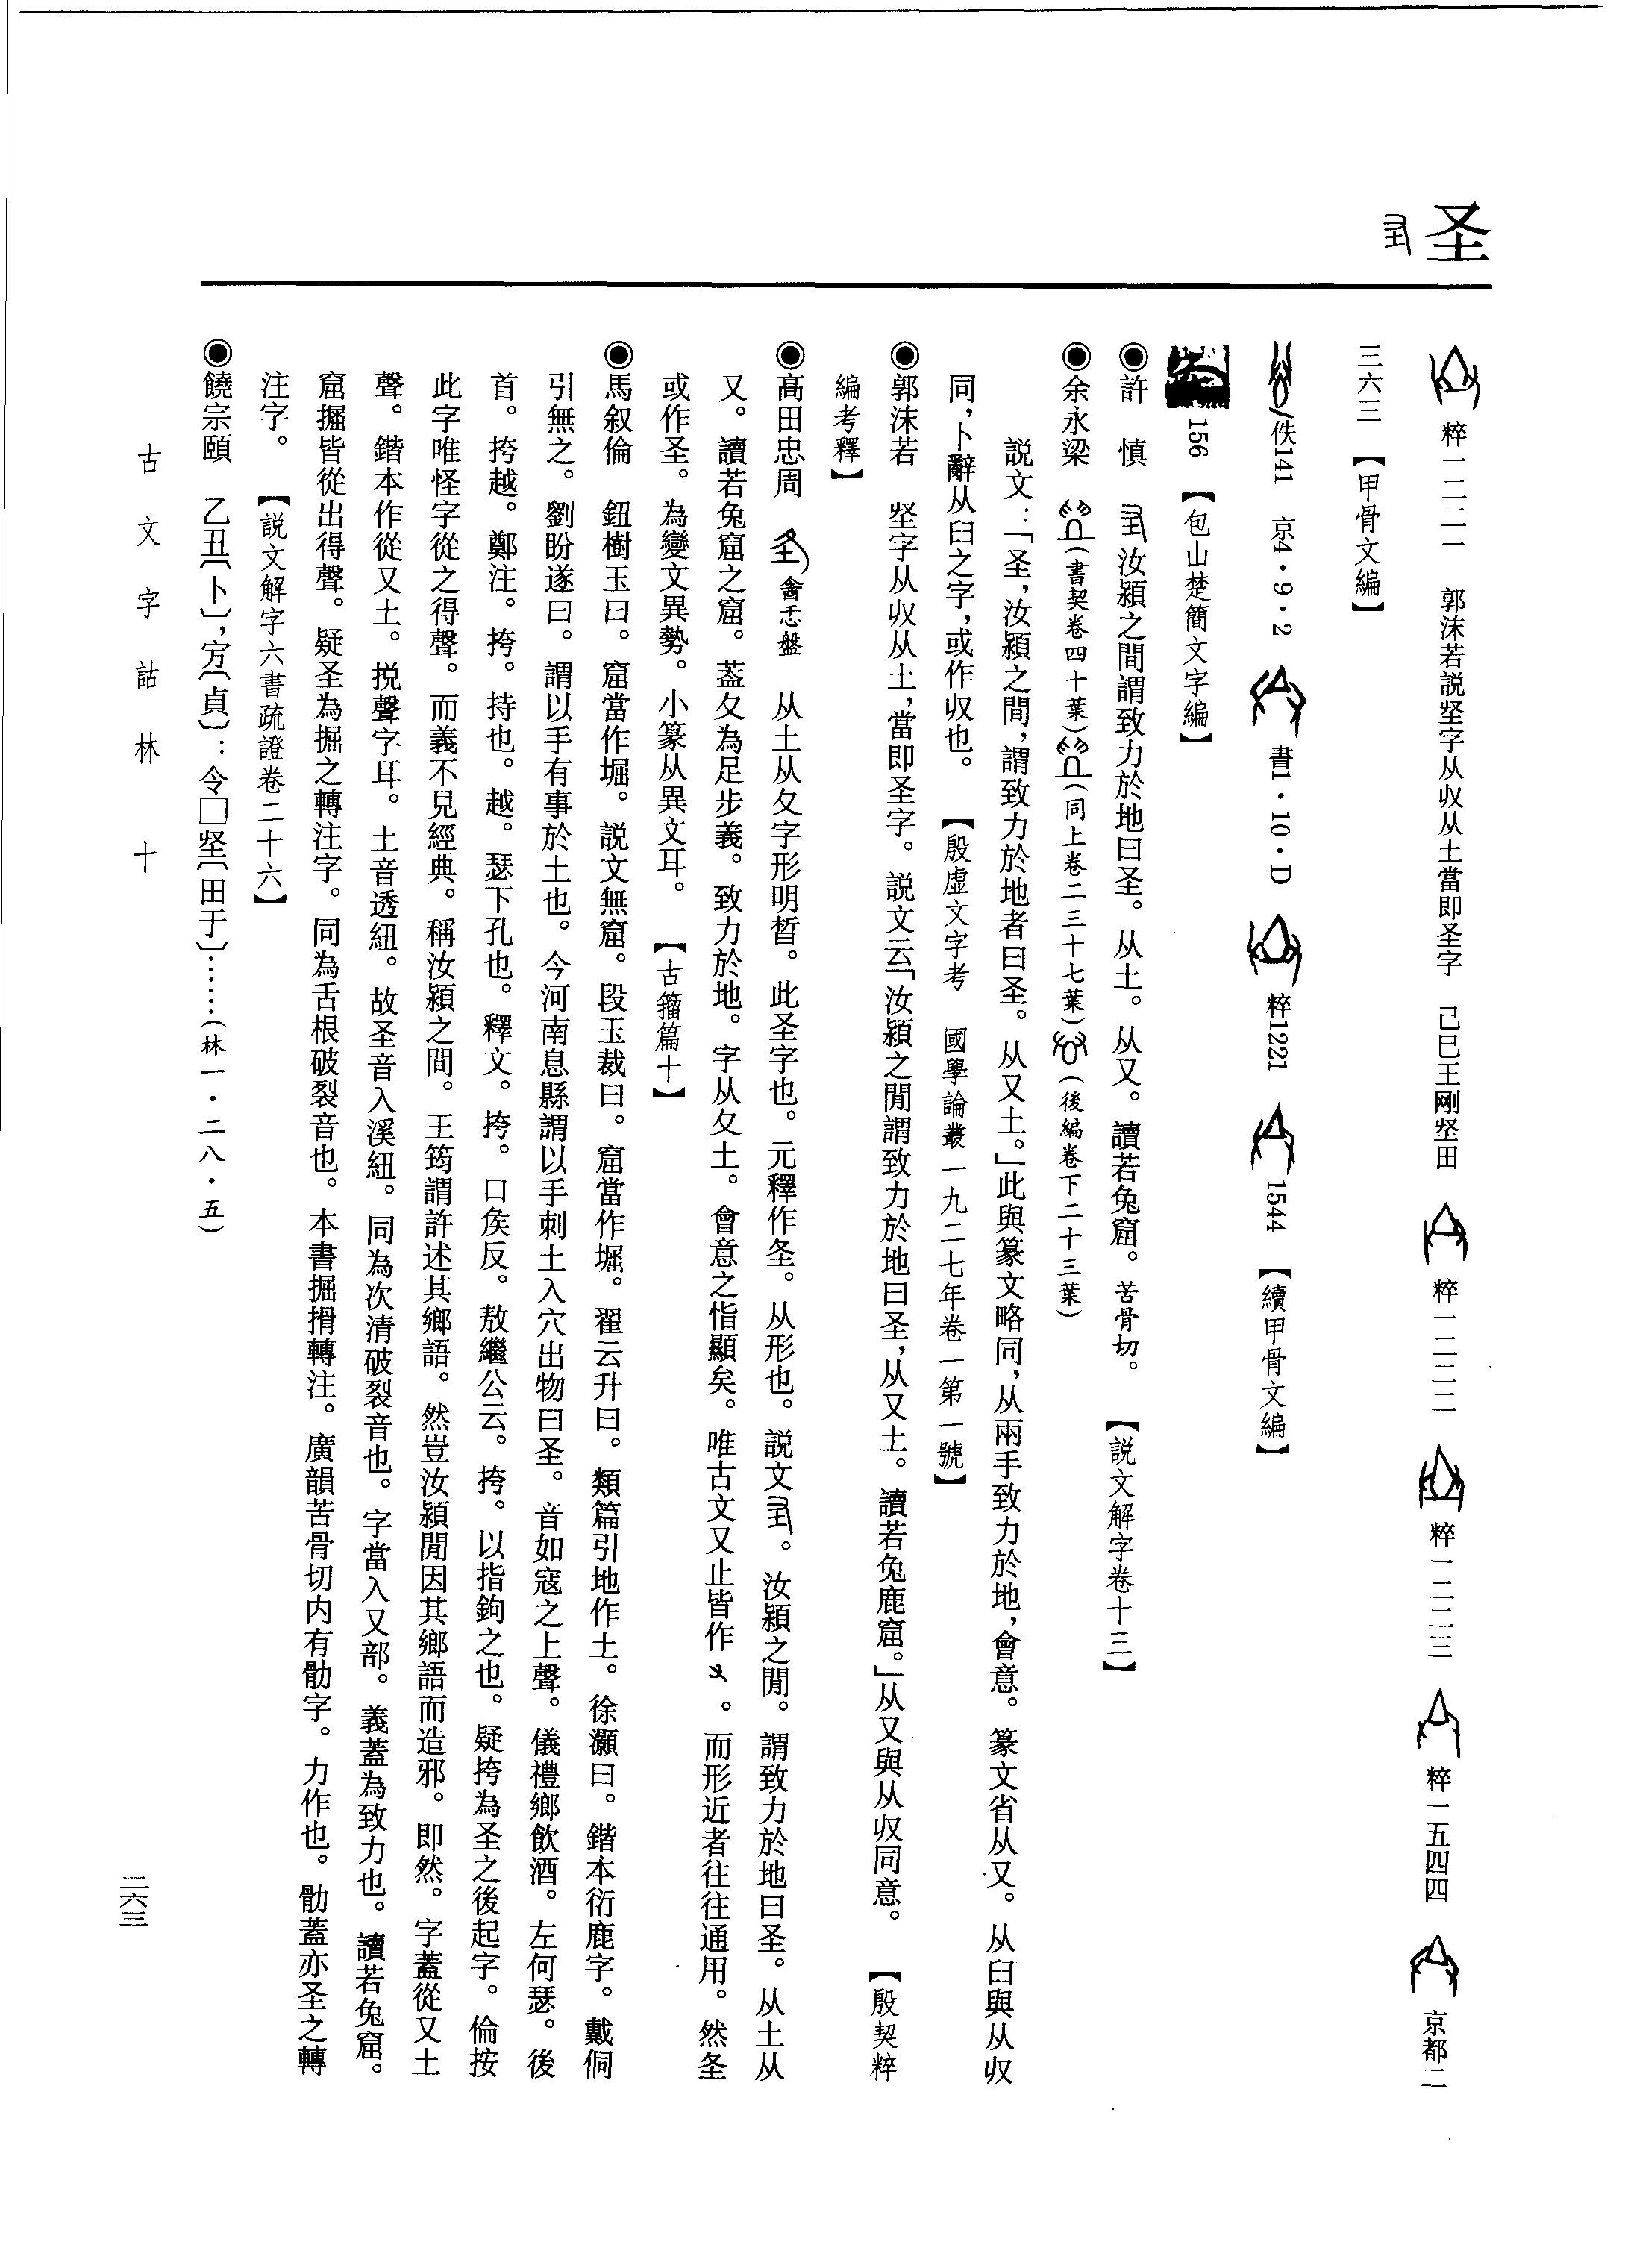 圣
粹一二二一 郭沫若説坚字从収从土當即圣字 己巳王剛坚田 粹一二二二 粹一二二三 粹一五四四 京都二
三六三 【甲骨文編】
佚141 京4·9·2 書1·10·D 粹1221 1544 【續甲骨文編】
156 【包山楚簡文字編】
◉許 慎 汝潁之間謂致力於地曰圣。从土。从又。讀若兔窟。苦骨切。 【説文解字卷十三】
◉余永梁 (書契卷四十葉)(同上卷二三十七葉)(後編卷下二十三葉)
説文：「圣，汝潁之間，謂致力於地者曰圣。从又土。」此與篆文略同，从兩手致力於地，會意。篆文省从又。从臼與从収
同，卜辭从臼之字，或作収也。 【殷虛文字考 國學論叢一九二七年卷一第一號】
◉郭沫若 坚字从収从土，當即圣字。説文云「汝潁之閒謂致力於地曰圣，从又土。讀若兔鹿窟。」从又與从収同意。 【殷契粹
編考釋】
◉高田忠周 酓忎盤 从土从夂字形明晳。此圣字也。元釋作冬。从形也。説文。汝潁之閒。謂致力於地曰圣。从土从
又。讀若兔窟之窟。葢夂為足步義。致力於地。字从夂土。會意之恉顯矣。唯古文又止皆作。而形近者往往通用。然
或作圣。為變文異勢。小篆从異文耳。 【古籀篇十】
◉馬叙倫 鈕樹玉曰。窟當作堀。説文無窟。段玉裁曰。窟當作堀。翟云升曰。類篇引地作土。徐灝曰。鍇本衍鹿字。戴侗
引無之。劉盼遂曰。謂以手有事於土也。今河南息縣謂以手刺土入穴出物曰圣。音如寇之上聲。儀禮鄉飲酒。左何瑟。後
首。挎越。鄭注。挎。持也。越。瑟下孔也。釋文。挎。口矦反。敖繼公云。挎。以指鉤之也。疑挎為圣之後起字。倫按
此字唯怪字從之得聲。而義不見經典。稱汝潁之間。王筠謂許述其鄉語。然豈汝潁閒因其鄉語而造邪。即然。字蓋從又土
聲。鍇本作從又土。挩聲字耳。土音透紐。故圣音入溪紐。同為次清破裂音也。字當入又部。義蓋為致力也。讀若兔窟。
窟㩿皆從出得聲。疑圣為掘之轉注字。同為舌根破裂音也。本書掘搰轉注。廣韻苦骨切内有勓字。力作也。勓蓋亦圣之轉
注字。 【説文解字六書疏證卷二十六】
◉饒宗頤 乙丑〔卜〕，㱿〔貞〕：令□坚〔田于〕……(林一·二八·五)
古文字詁林 十
二六三